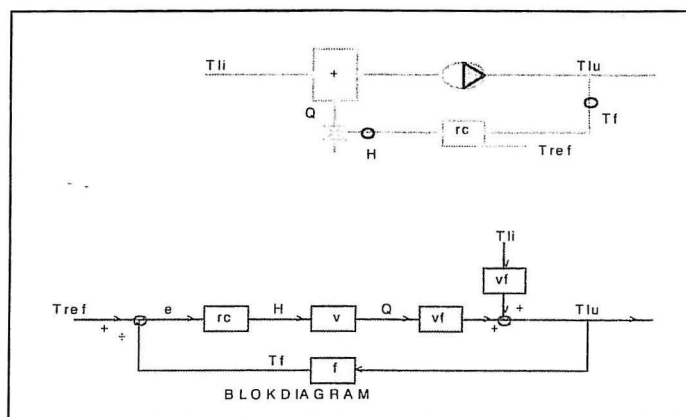 Tli
+
Tlu
Q
Tf
rc
H
Tref
Tli
vf
Tref
e
rc
H
v
Q
vf
+
Tlu
+
÷
+
Tf
f
BLOKDIAGRAM